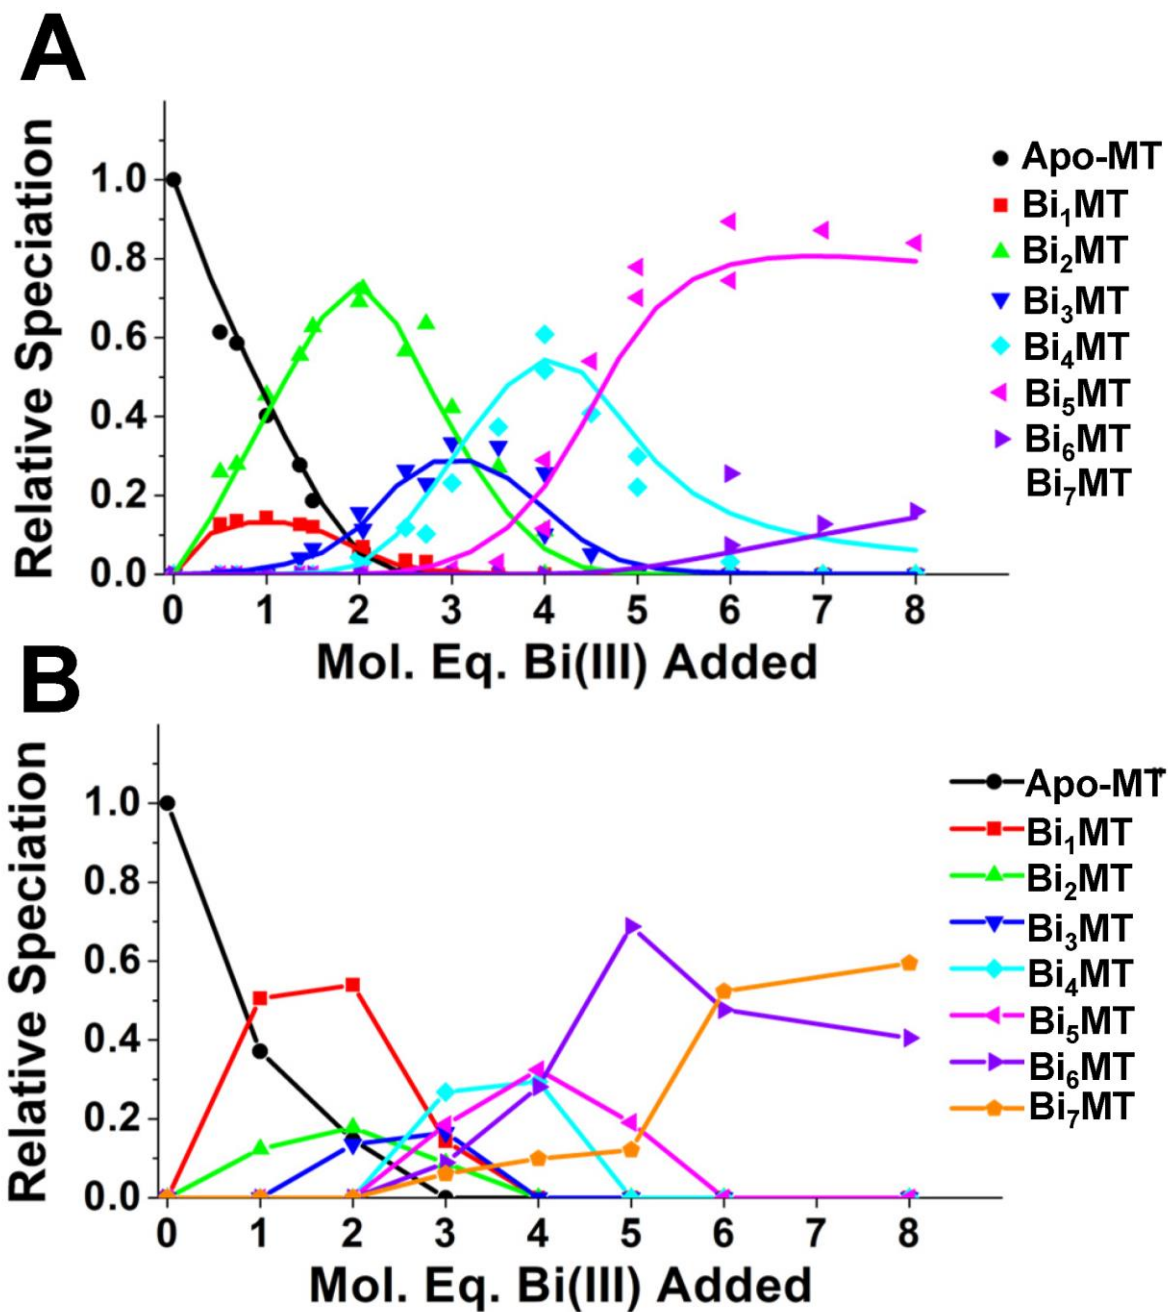 A
Relative Speciation
1.0
0.8
0.6
0.4
0.2
0.0
0 1 2 3 4 5 6 7 8
Mol. Eq. Bi(III) Added
Apo-MT
Bi₁MT
Bi₂MT
Bi₃MT
Bi₄MT
Bi₅MT
Bi₆MT
Bi₇MT
B
Relative Speciation
1.0
0.8
0.6
0.4
0.2
0.0
0 1 2 3 4 5 6 7 8
Mol. Eq. Bi(III) Added
Apo-MT
Bi₁MT
Bi₂MT
Bi₃MT
Bi₄MT
Bi₅MT
Bi₆MT
Bi₇MT